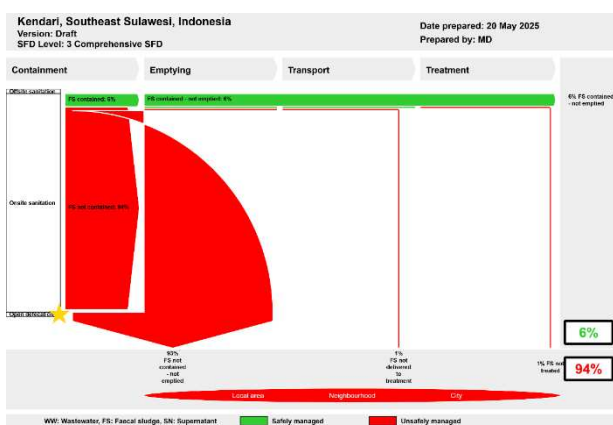 Kendari, Southeast Sulawesi, Indonesia
Version: Draft
SFD Level: 3 Comprehensive SFD
Date prepared: 20 May 2025
Prepared by: MD
Containment
Emptying
Transport
Treatment
Offsite sanitation
FS contained: 6%
FS contained - not emptied: 6%
6% FS contained
- not emptied
Onsite sanitation
FS not contained: 94%
Open defecation
6%
94%
93%
FS not
contained
- not
emptied
1%
FS not
delivered
to
treatment
1% FS not
treated
Local area
Neighbourhood
City
WW: Wastewater, FS: Faecal sludge, SN: Supernatant
Safely managed
Unsafely managed